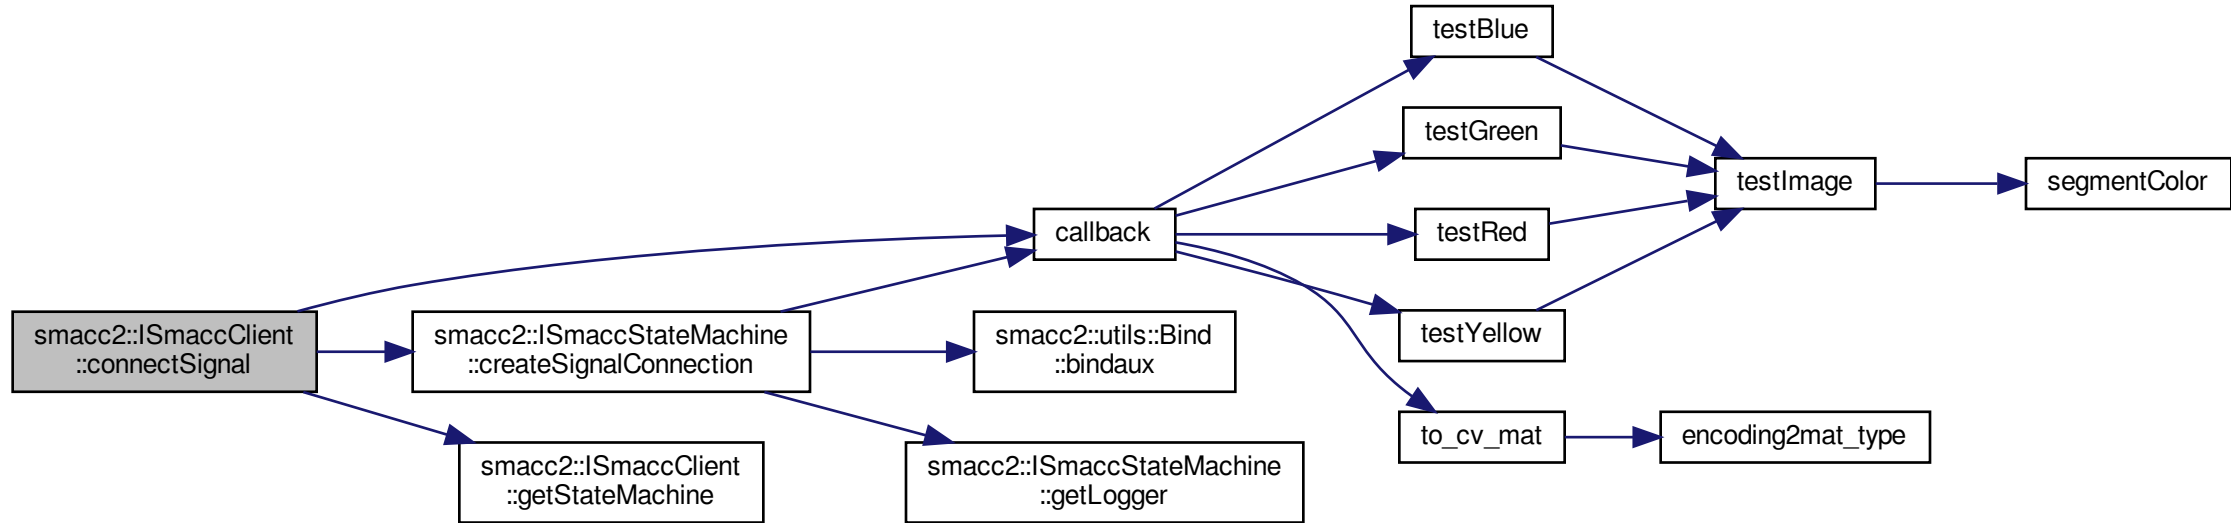 smacc2::ISmaccClient
::connectSignal
smacc2::ISmaccStateMachine
::createSignalConnection
smacc2::ISmaccClient
::getStateMachine
callback
smacc2::utils::Bind
::bindaux
smacc2::ISmaccStateMachine
::getLogger
testBlue
testGreen
testRed
testYellow
to_cv_mat
testImage
encoding2mat_type
segmentColor